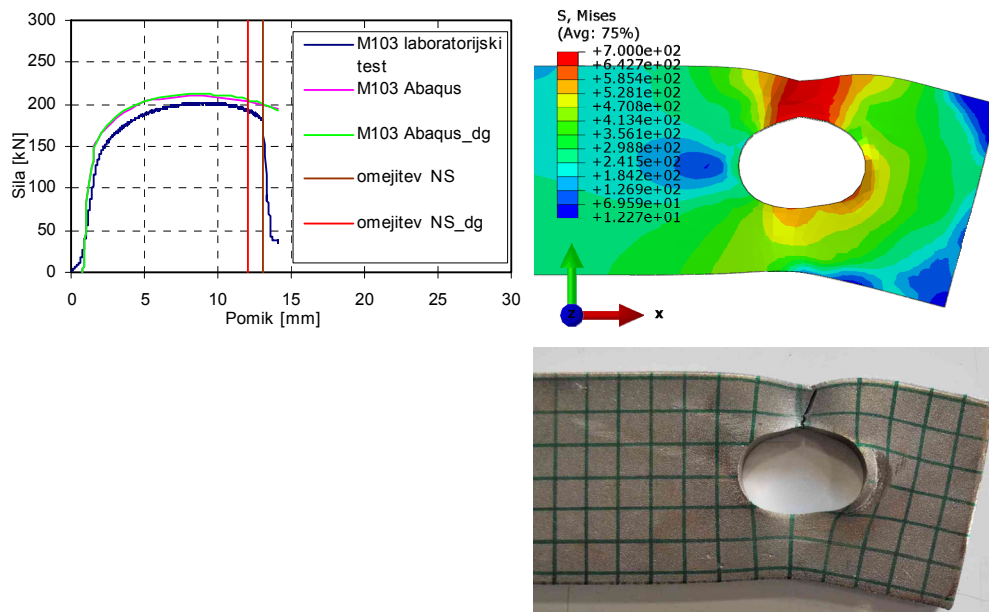 300
250
200
150
100
50
0
0 5 10 15 20 25 30
Sila [kN]
Pomik [mm]
M103 laboratorijski
test
M103 Abaqus
M103 Abaqus_dg
omejitev NS
omejitev NS_dg
S, Mises
(Avg: 75%)
+7.000e+02
+6.427e+02
+5.854e+02
+5.281e+02
+4.708e+02
+4.134e+02
+3.561e+02
+2.988e+02
+2.415e+02
+1.842e+02
+1.269e+02
+6.959e+01
+1.227e+01
Z
x